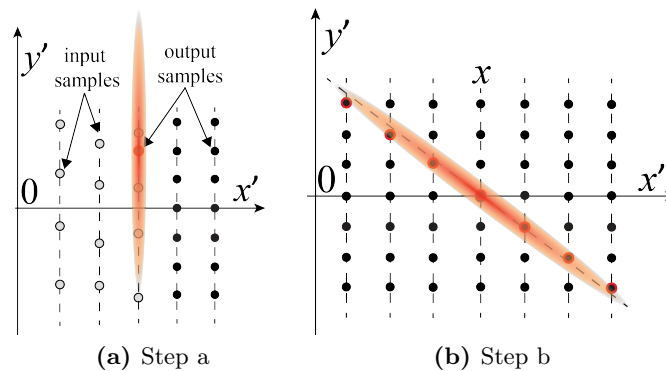 y'
input
samples
output
samples
0
x'
(a) Step a
y'
x
0
x'
(b) Step b